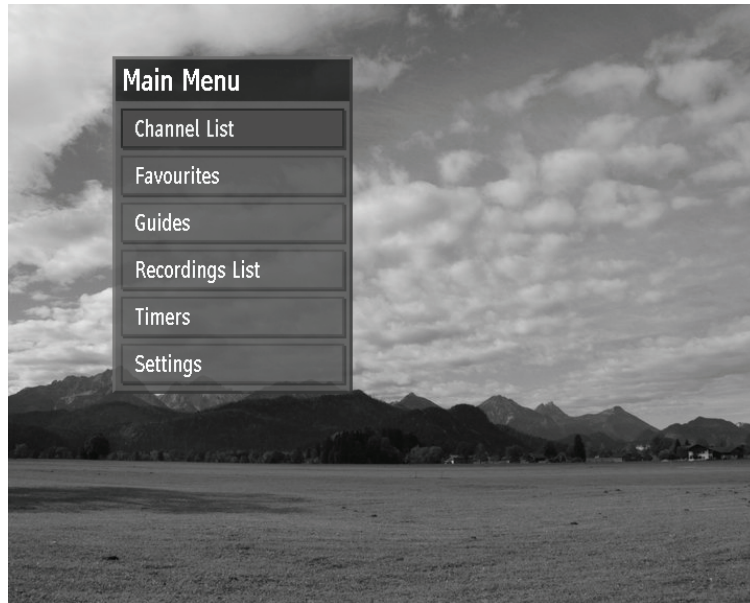 Main Menu
Channel List
Favourites
Guides
Recordings List
Timers
Settings